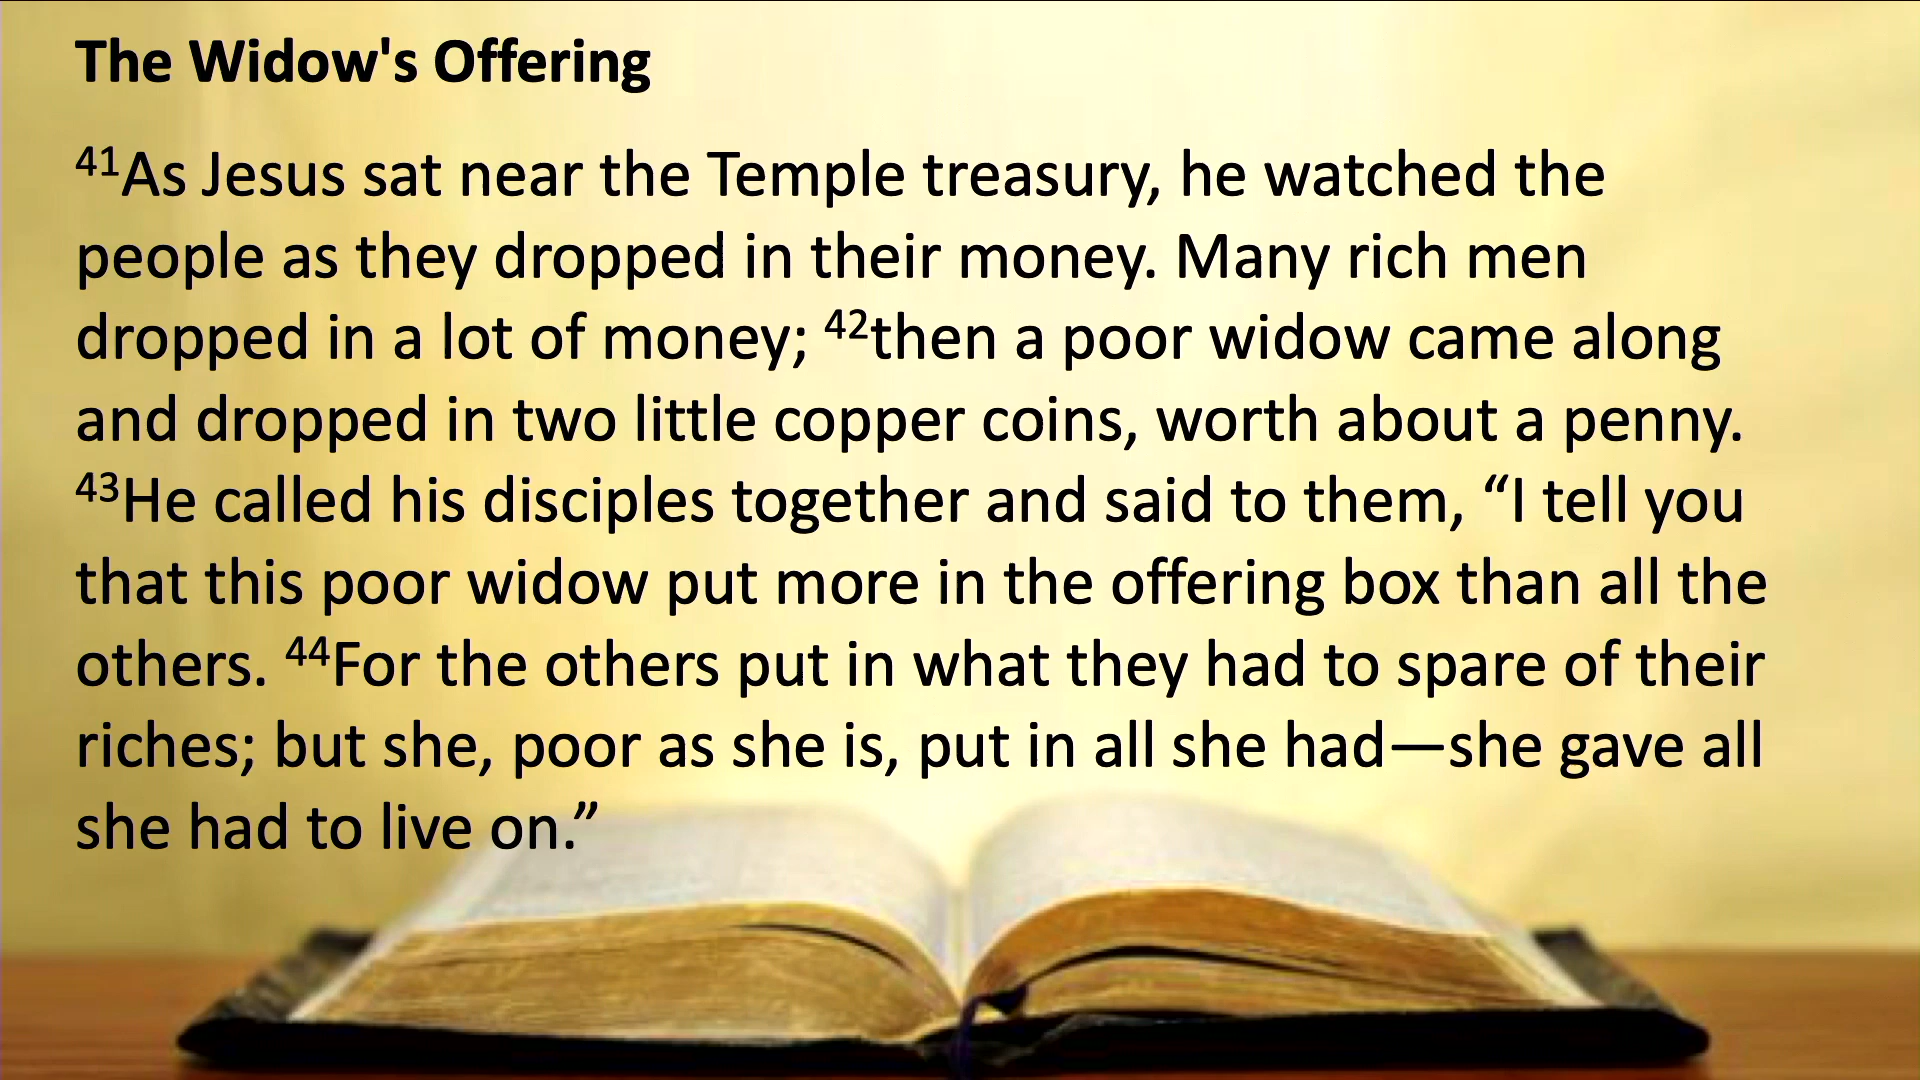 The Widow's Offering
⁴¹As Jesus sat near the Temple treasury, he watched the
people as they dropped in their money. Many rich men
dropped in a lot of money; ⁴²then a poor widow came along
and dropped in two little copper coins, worth about a penny.
⁴³He called his disciples together and said to them, “I tell you
that this poor widow put more in the offering box than all the
others. ⁴⁴For the others put in what they had to spare of their
riches; but she, poor as she is, put in all she had—she gave all
she had to live on.”